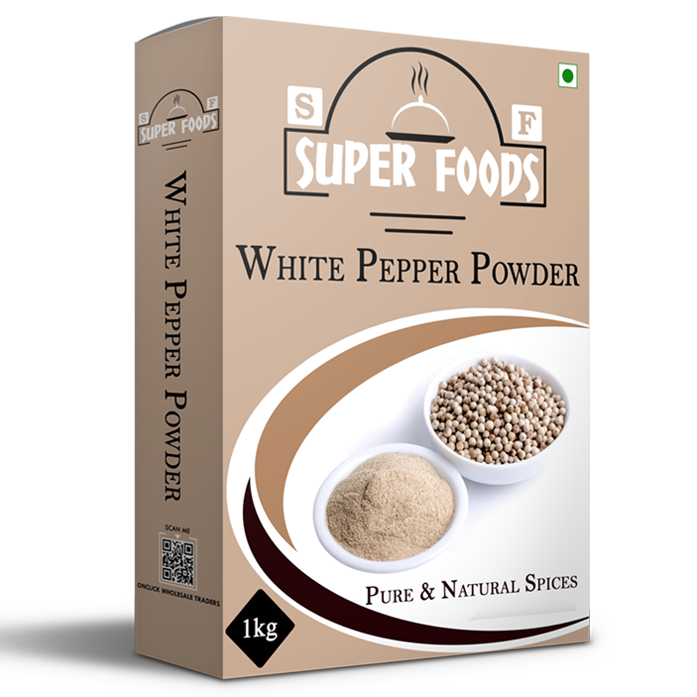 S F
SUPER FOODS
WHITE PEPPER POWDER
PURE & NATURAL SPICES
1kg
S F
SUPER FOODS
WHITE PEPPER POWDER
SCAN ME
ONCLICK WHOLESALE TRADERS